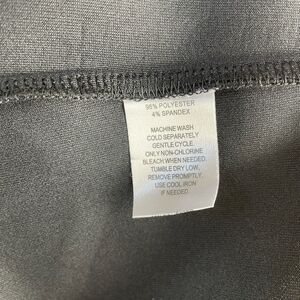 96% POLYESTER
4% SPANDEX
MACHINE WASH
COLD SEPARATELY
GENTLE CYCLE.
ONLY NON-CHLORINE
BLEACH WHEN NEEDED.
TUMBLE DRY LOW,
REMOVE PROMPTLY.
USE COOL IRON
IF NEEDED